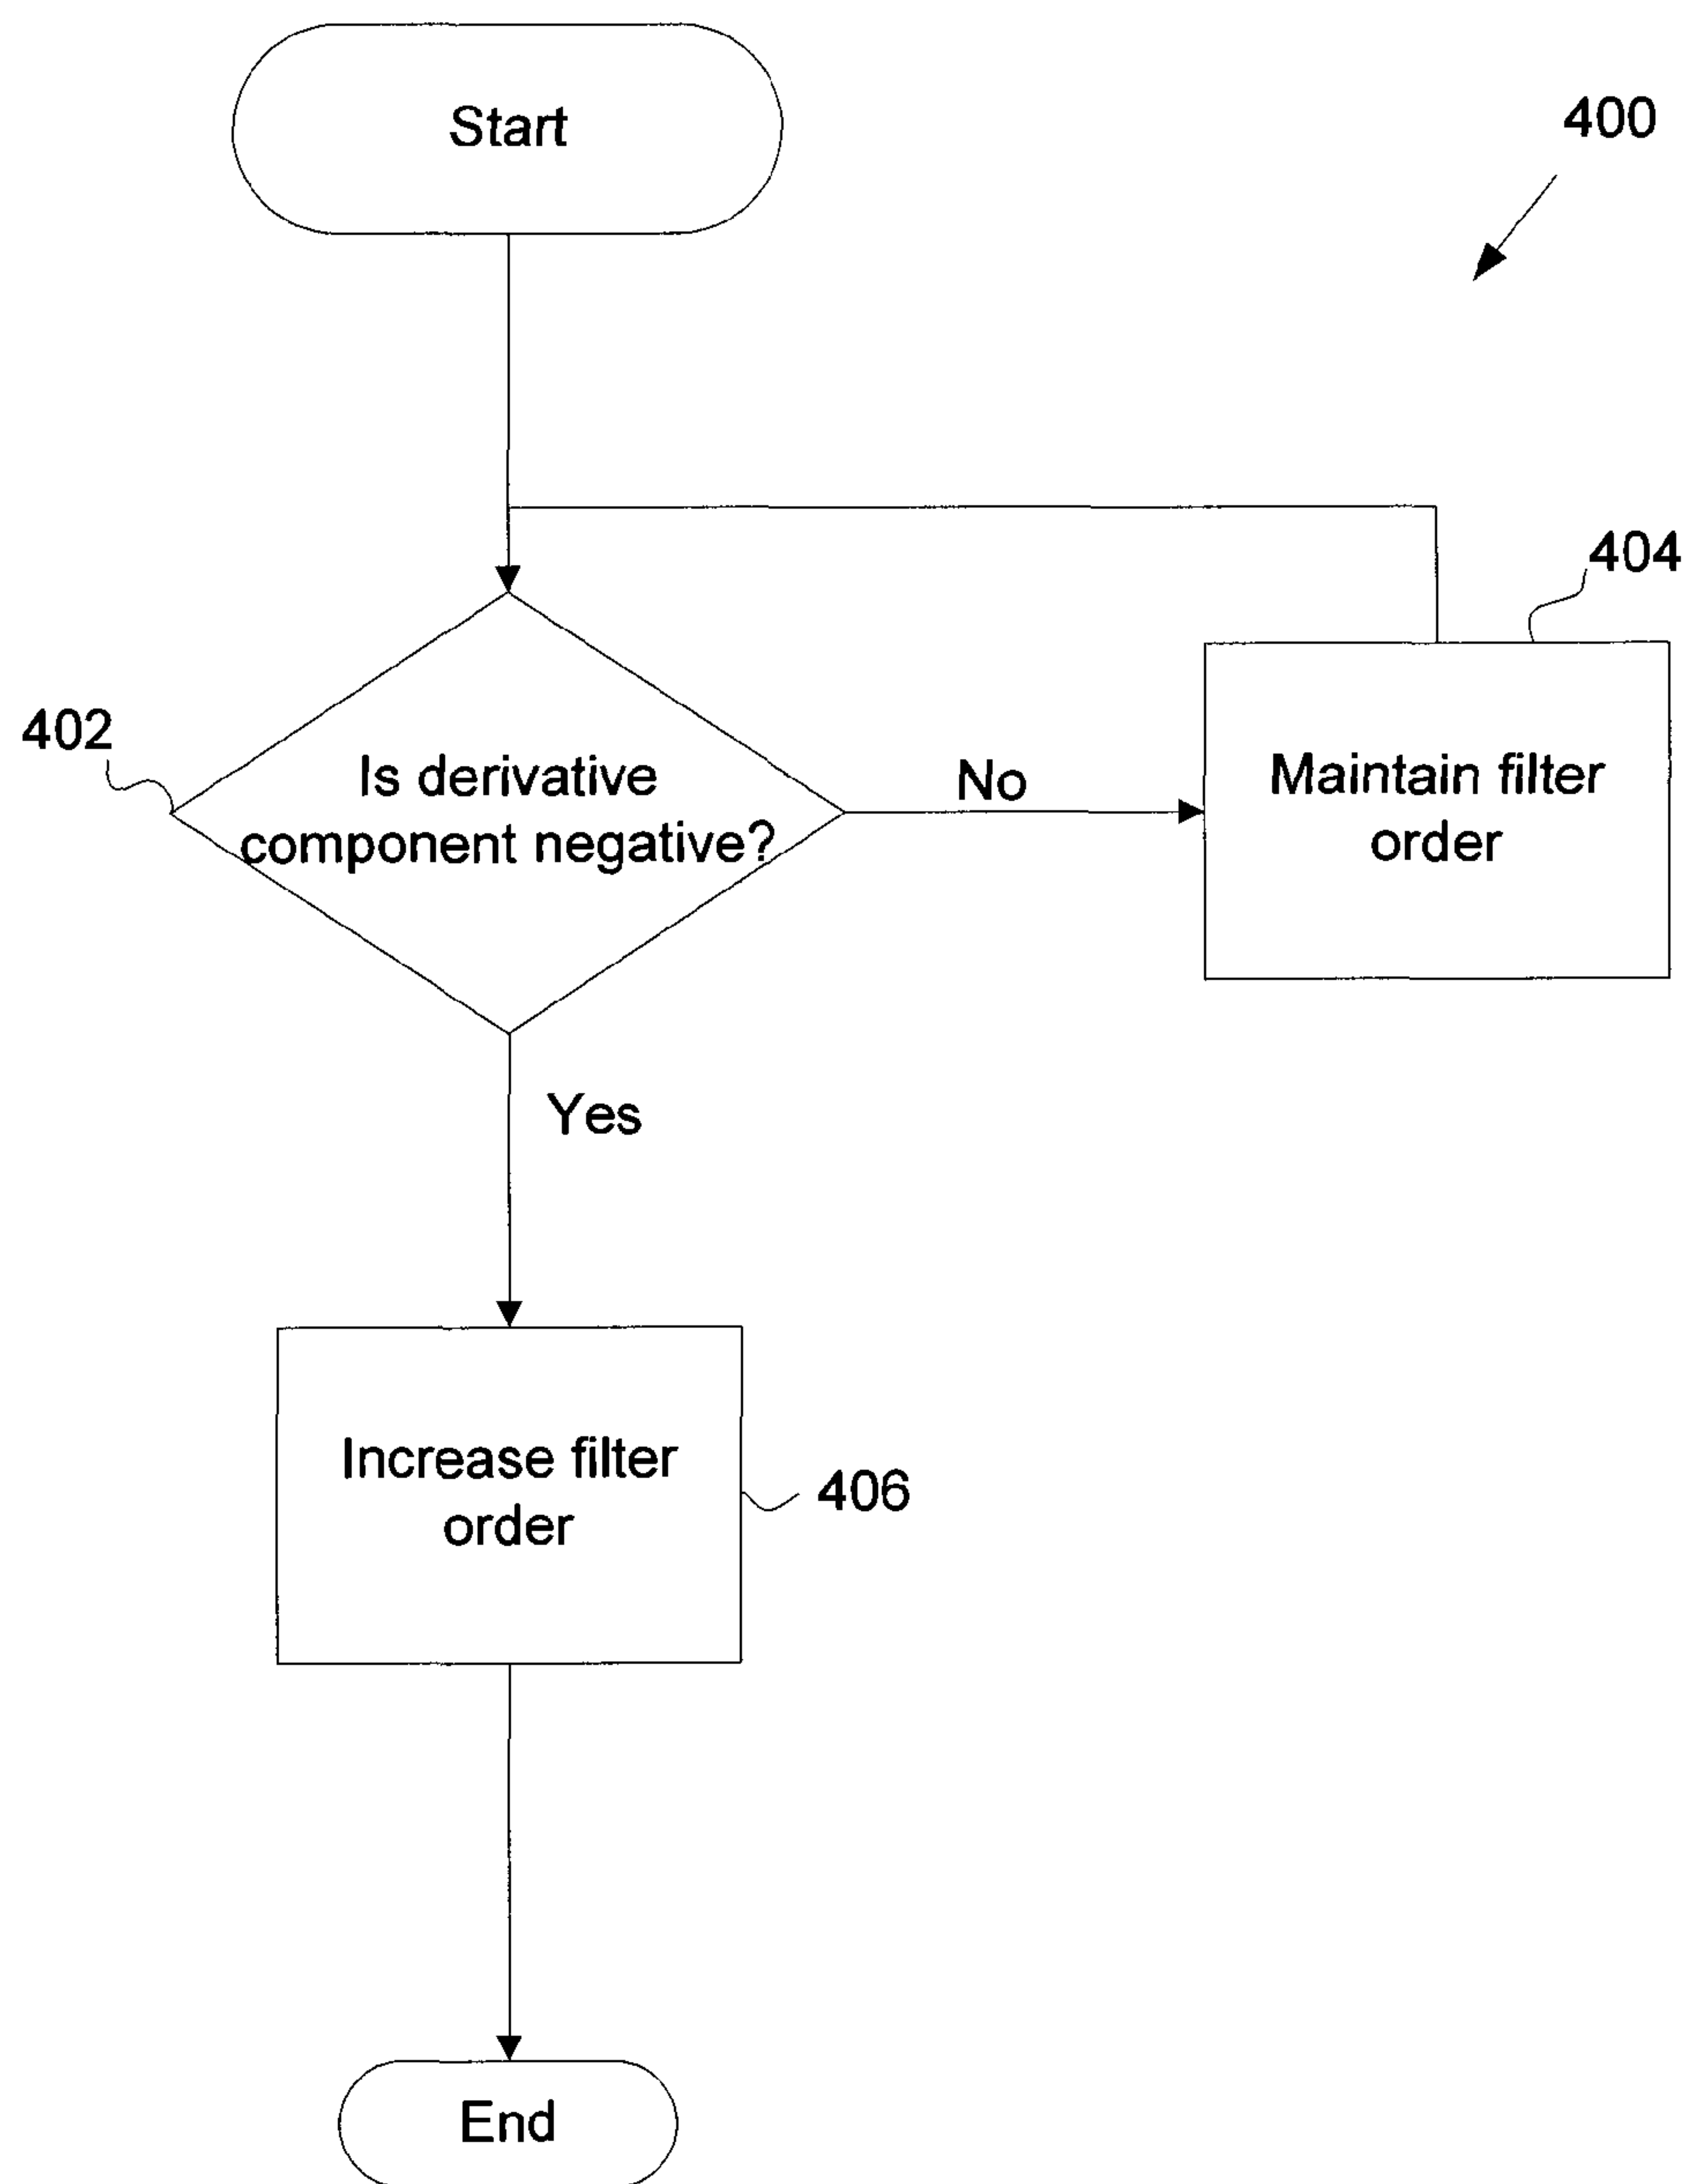 Start
400
404
402
Is derivative
component negative?
No
Maintain filter
order
Yes
Increase filter
order
406
End